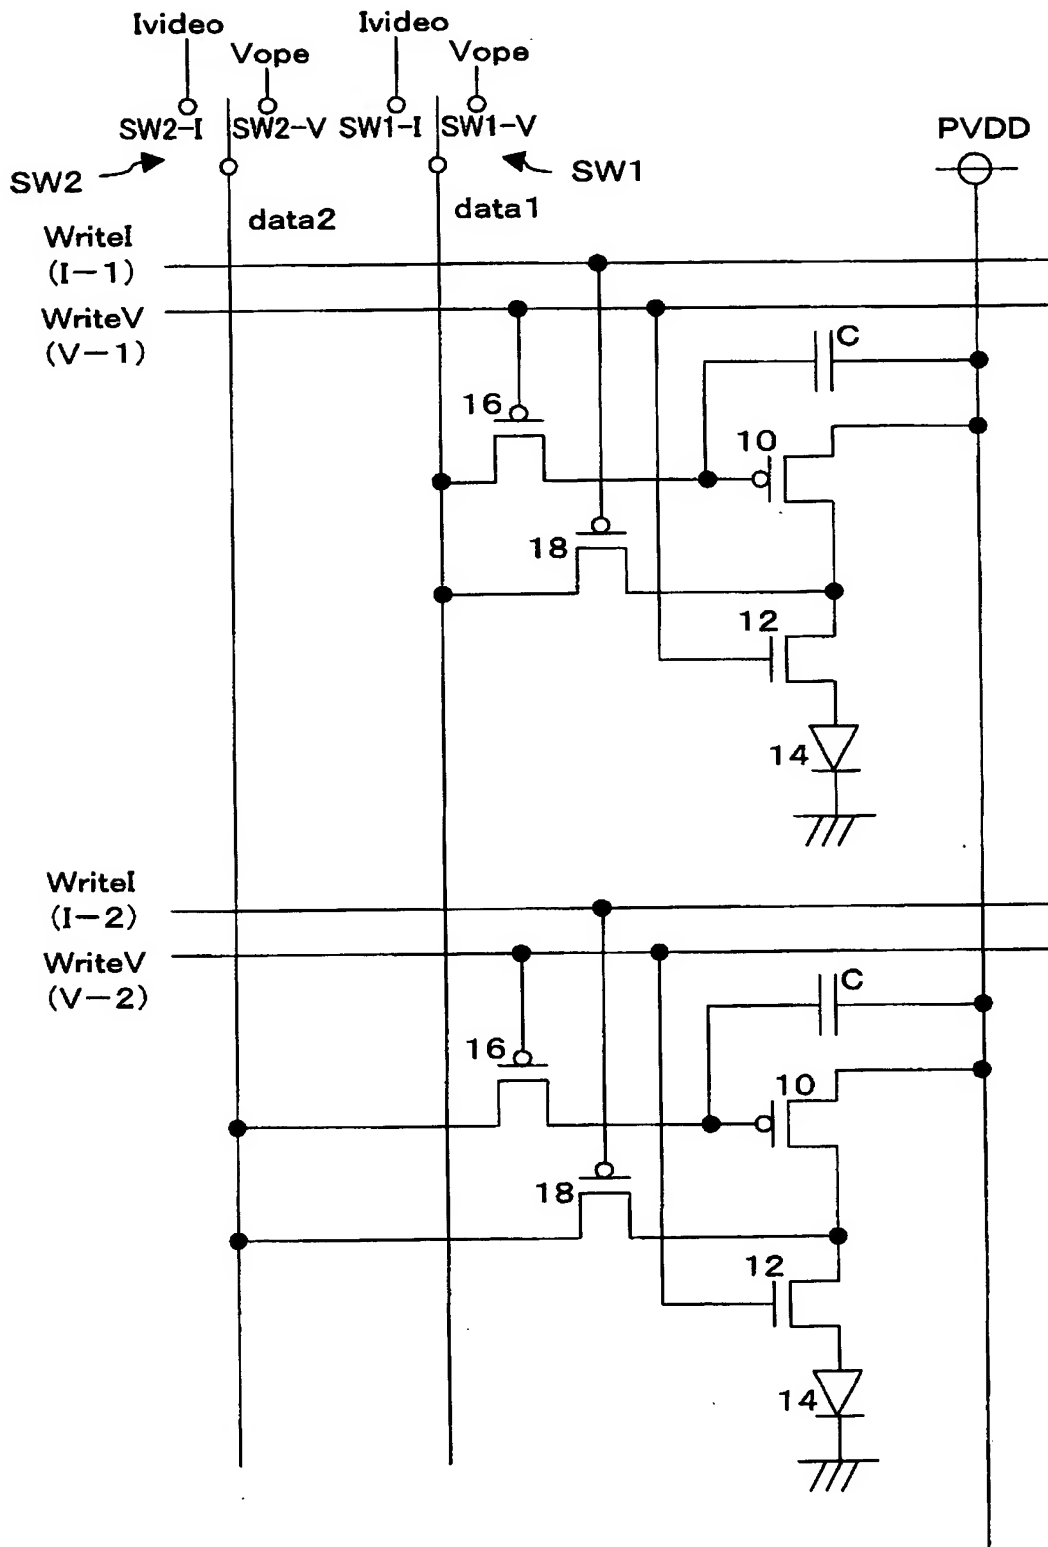 Ivideo
Ivideo
Vope
Vope
SW2-I
SW2-V
SW1-I
SW1-V
PVDD
SW2
SW1
data2
data1
WriteI
(I-1)
WriteV
(V-1)
C
16
10
18
12
14
WriteI
(I-2)
WriteV
(V-2)
C
16
10
18
12
14